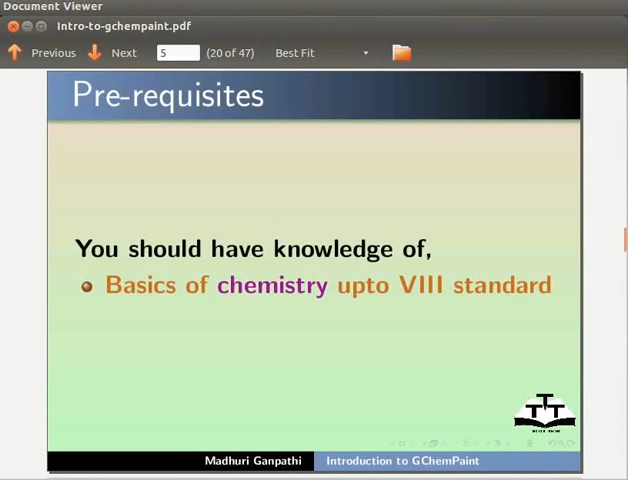 Document Viewer
Intro-to-gchempaint.pdf
Previous Next 5 (20 of 47) Best Fit
Pre-requisites
You should have knowledge of,
Basics of chemistry upto VIII standard
TTT
Madhuri Ganpathi Introduction to GChemPaint